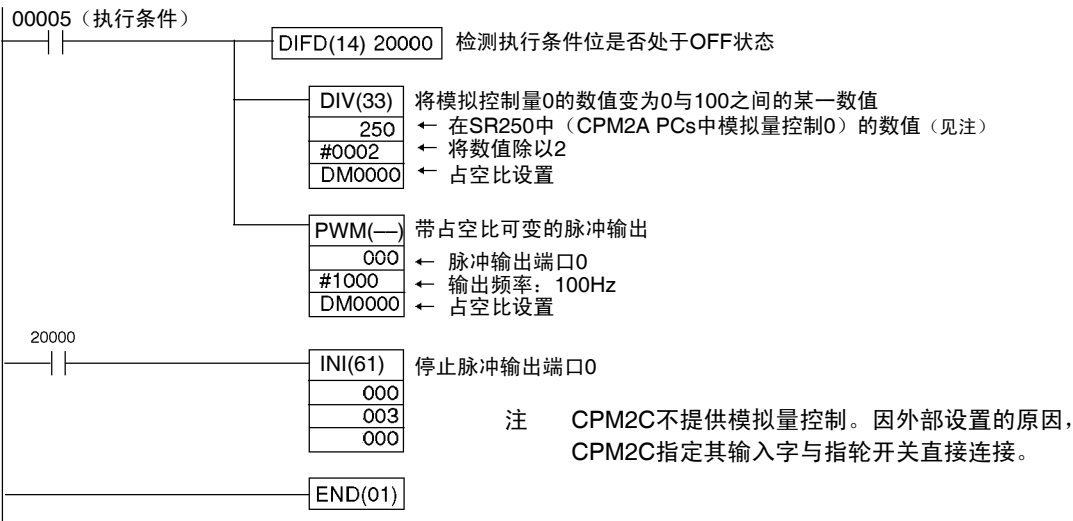 00005（执行条件）
DIFD(14) 20000 检测执行条件位是否处于OFF状态
DIV(33) 将模拟控制量0的数值变为0与100之间的某一数值
250 ← 在SR250中（CPM2A PCs中模拟量控制0）的数值（见注）
#0002 ← 将数值除以2
DM0000 ← 占空比设置
PWM(––) 带占空比可变的脉冲输出
000 ← 脉冲输出端口0
#1000 ← 输出频率：100Hz
DM0000 ← 占空比设置
20000
INI(61) 停止脉冲输出端口0
000
003
000
注 CPM2C不提供模拟量控制。因外部设置的原因，
CPM2C指定其输入字与指轮开关直接连接。
END(01)